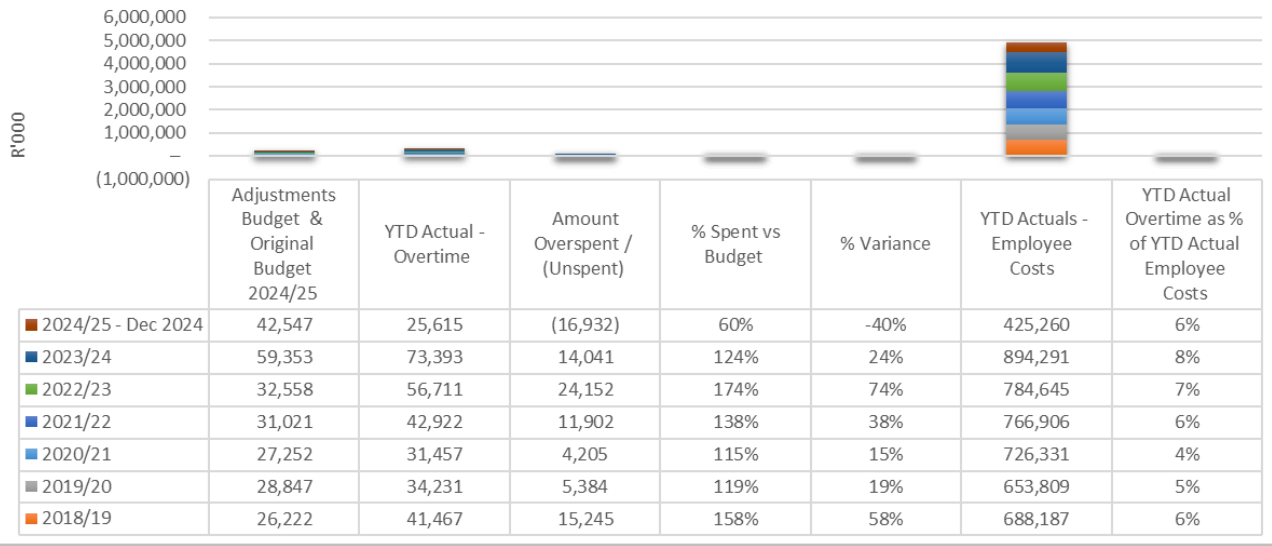 6,000,000
5,000,000
4,000,000
3,000,000
2,000,000
1,000,000
–
(1,000,000)
R'000
Adjustments Budget & Original Budget 2024/25
YTD Actual - Overtime
Amount Overspent / (Unspent)
% Spent vs Budget
% Variance
YTD Actuals - Employee Costs
YTD Actual Overtime as % of YTD Actual Employee Costs
2024/25 - Dec 2024 42,547 25,615 (16,932) 60% -40% 425,260 6%
2023/24 59,353 73,393 14,041 124% 24% 894,291 8%
2022/23 32,558 56,711 24,152 174% 74% 784,645 7%
2021/22 31,021 42,922 11,902 138% 38% 766,906 6%
2020/21 27,252 31,457 4,205 115% 15% 726,331 4%
2019/20 28,847 34,231 5,384 119% 19% 653,809 5%
2018/19 26,222 41,467 15,245 158% 58% 688,187 6%